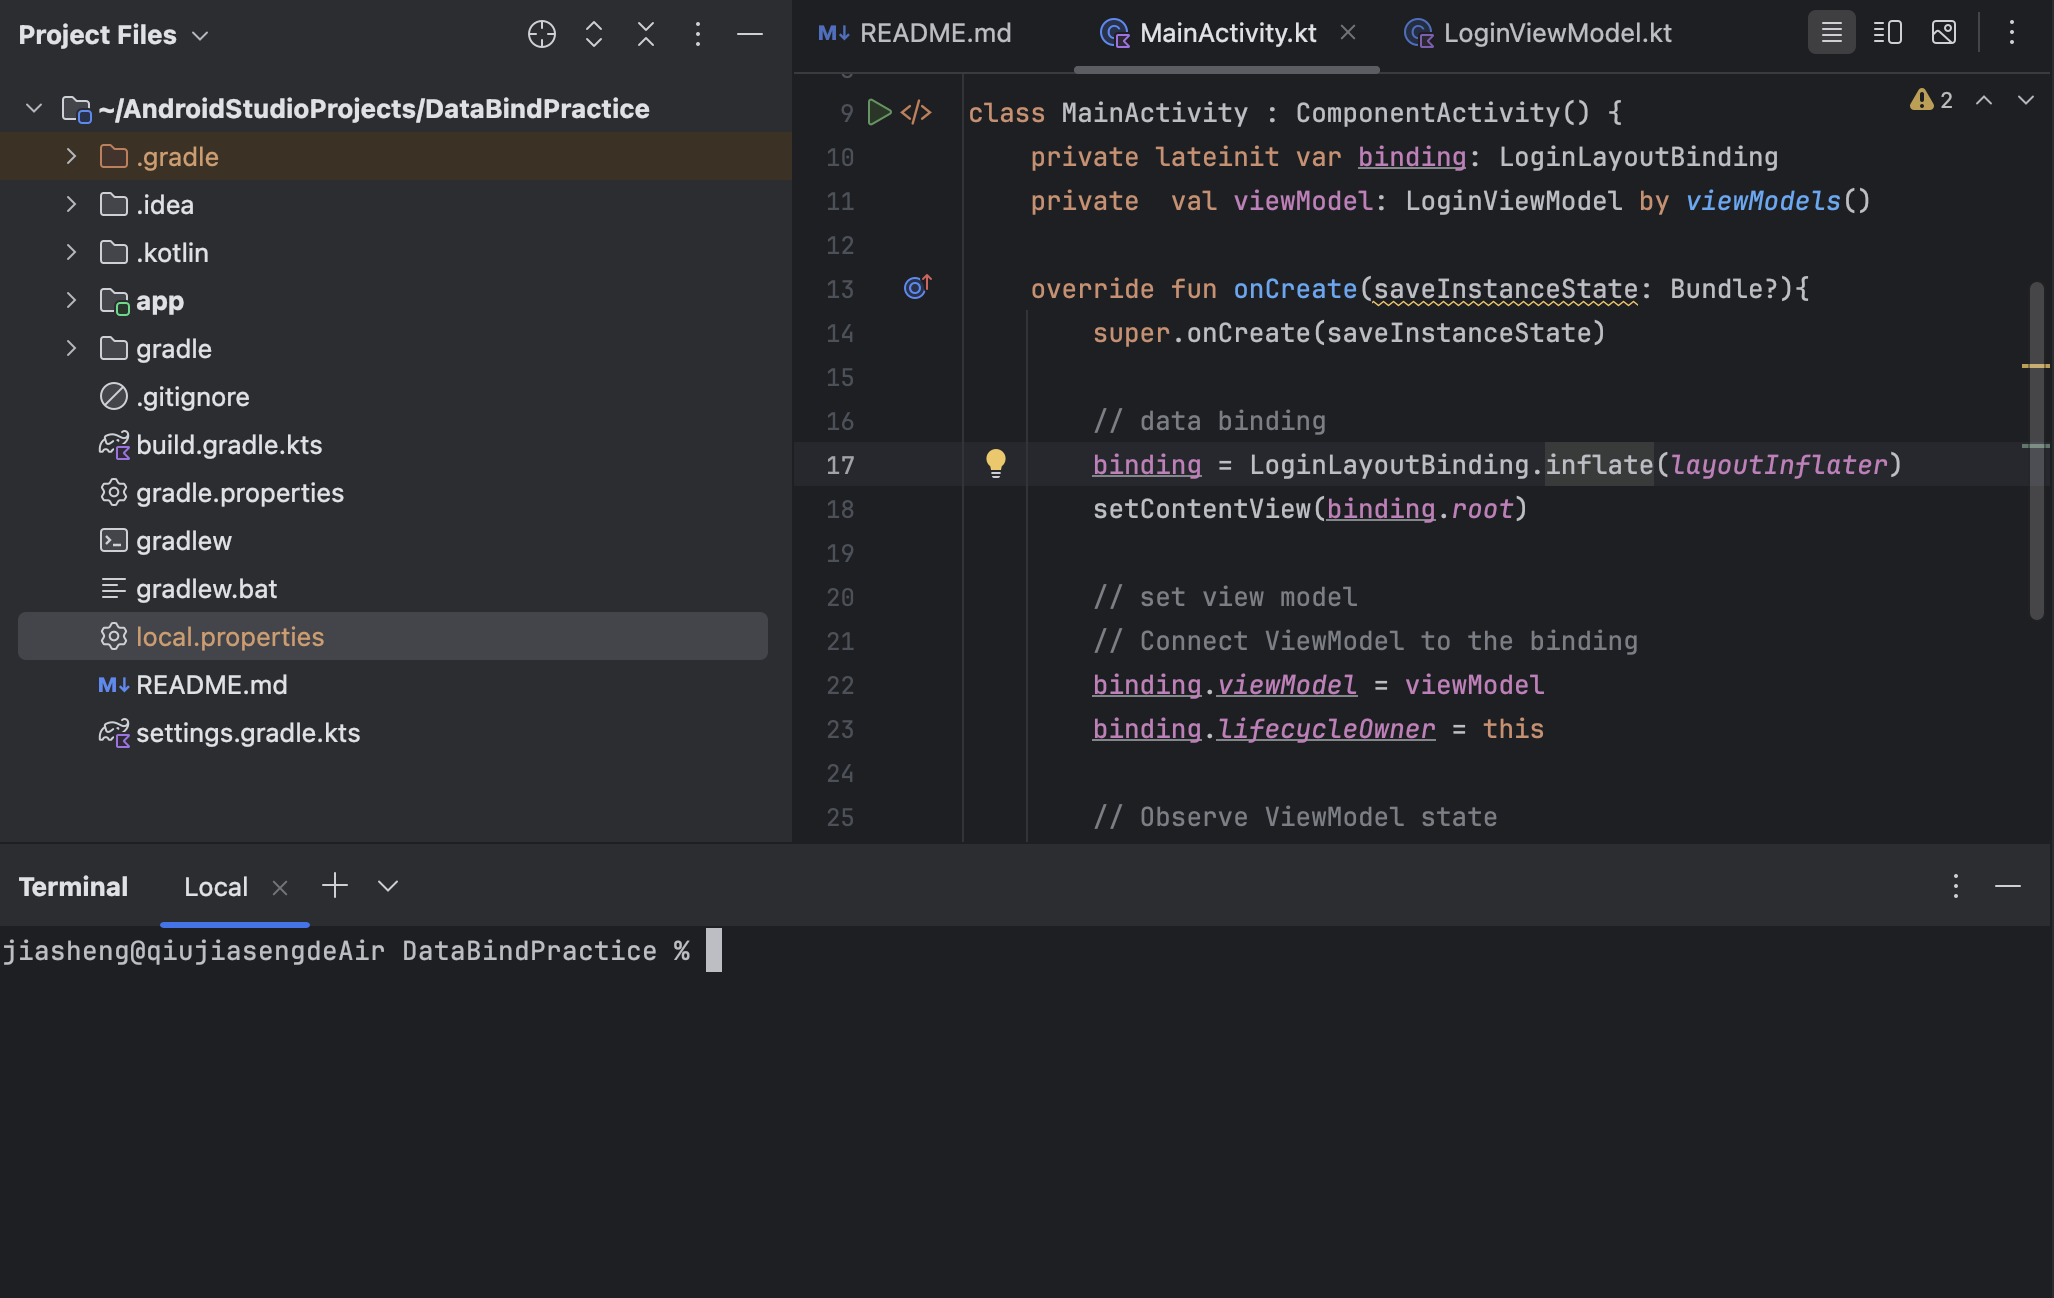 Project Files
~/AndroidStudioProjects/DataBindPractice
.gradle
.idea
.kotlin
app
gradle
.gitignore
build.gradle.kts
gradle.properties
gradlew
gradlew.bat
local.properties
M↓ README.md
settings.gradle.kts
M↓ README.md
MainActivity.kt
LoginViewModel.kt
2
9 class MainActivity : ComponentActivity() {
10 private lateinit var binding: LoginLayoutBinding
11 private  val viewModel: LoginViewModel by viewModels()
12
13 override fun onCreate(saveInstanceState: Bundle?){
14 super.onCreate(saveInstanceState)
15
16 // data binding
17 binding = LoginLayoutBinding.inflate(layoutInflater)
18 setContentView(binding.root)
19
20 // set view model
21 // Connect ViewModel to the binding
22 binding.viewModel = viewModel
23 binding.lifecycleOwner = this
24
25 // Observe ViewModel state
Terminal
Local
jiasheng@qiujiasengdeAir DataBindPractice %